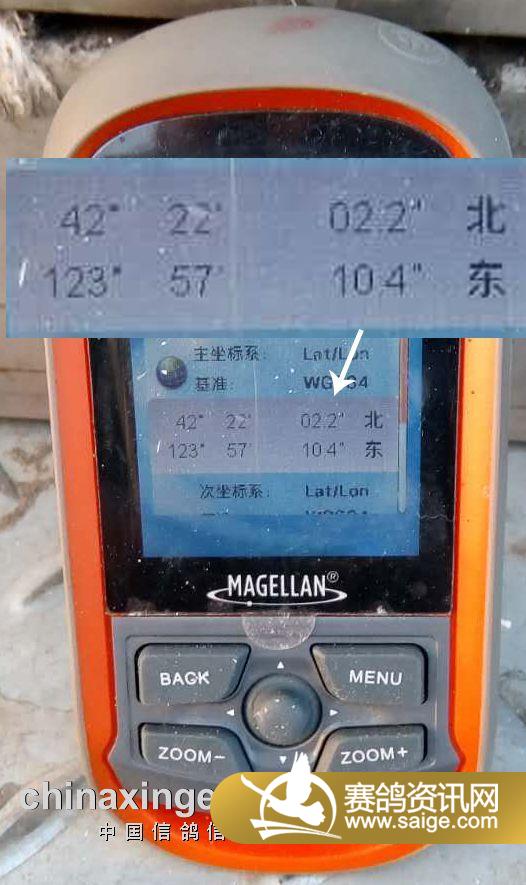 42° 22' 02.2" 北
123° 57' 10.4" 东
主坐标系: Lat/Lon
基准: WGS84
42° 22' 02.2" 北
123° 57' 10.4" 东
次坐标系: Lat/Lon
MAGELLAN®
BACK MENU
ZOOM− ZOOM+
chinaxinge
中国信鸽信
赛鸽资讯网
www.saige.com